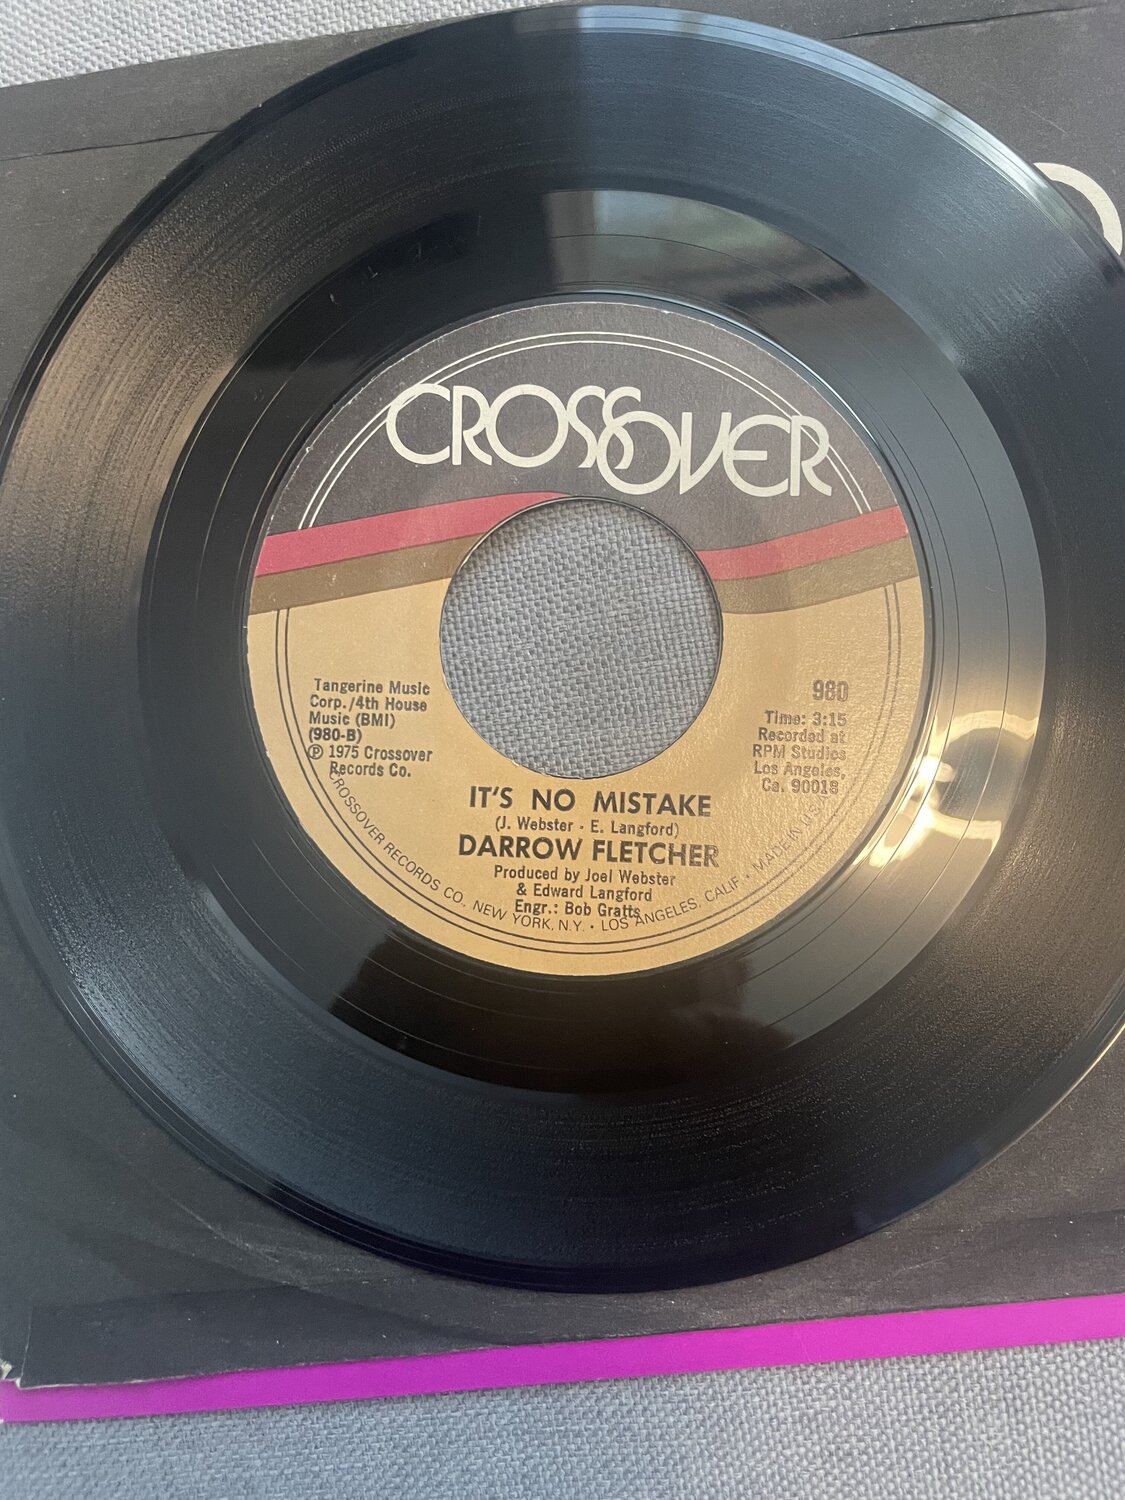 CROSSOVER
Tangerine Music
Corp./4th House
Music (BMI)
(980-B)
℗ 1975 Crossover
Records Co.
980
Time: 3:15
Recorded at
RPM Studios
Los Angeles,
Ca. 90018
IT'S NO MISTAKE
(J. Webster - E. Langford)
DARROW FLETCHER
Produced by Joel Webster
& Edward Langford
Engr.: Bob Gratts
CROSSOVER RECORDS CO. NEW YORK, N.Y. • LOS ANGELES, CALIF • MADE IN U.S.A.